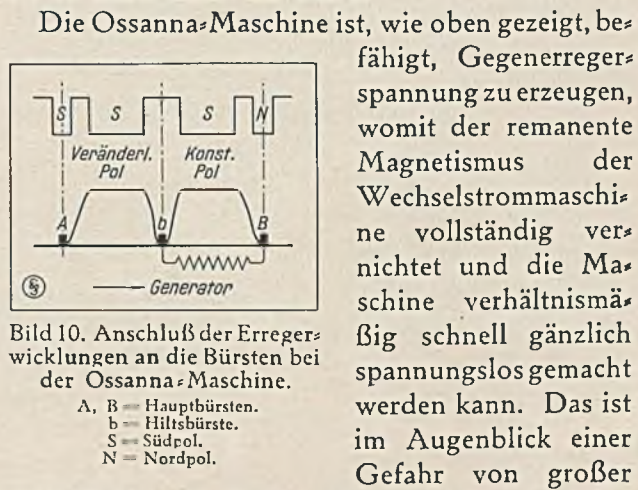 Die Ossanna-Maschine ist, wie oben gezeigt, be-
fähigt, Gegenerreger-
spannung zu erzeugen,
womit der remanente
Magnetismus der
Wechselstrommaschi-
ne vollständig ver-
nichtet und die Ma-
schine verhältnismä-
ßig schnell gänzlich
spannungslos gemacht
werden kann. Das ist
im Augenblick einer
Gefahr von großer
S S S N
Veränderl. Pol
Konst. Pol
A b B
Generator
Bild 10. Anschluß der Erreger-
wicklungen an die Bürsten bei
der Ossanna-Maschine.
A, B = Hauptbürsten.
b = Hiltsbürste.
S = Südpol.
N = Nordpol.